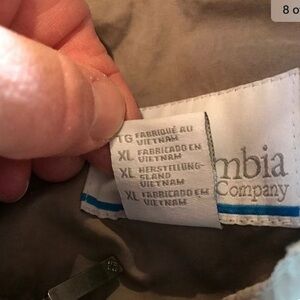 8 o
TG FABRIQUÉ AU
VIETNAM
XL FABRICADO EN
VIETNAM
XL HERSTELLUNG-
SLAND
VIETNAM
XL FABRICADO EM
VIETNAM
mbia
Company